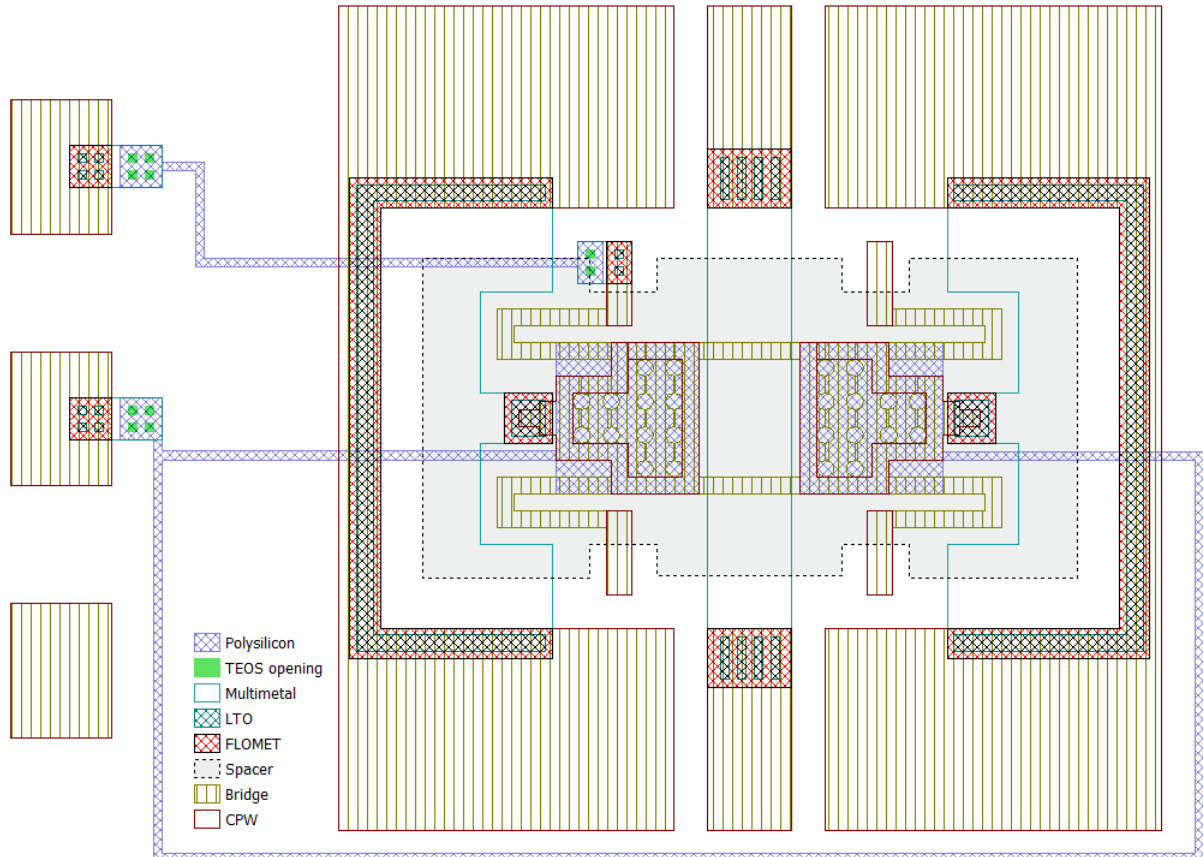 Polysilicon
TEOS opening
Multimetal
LTO
FLOMET
Spacer
Bridge
CPW